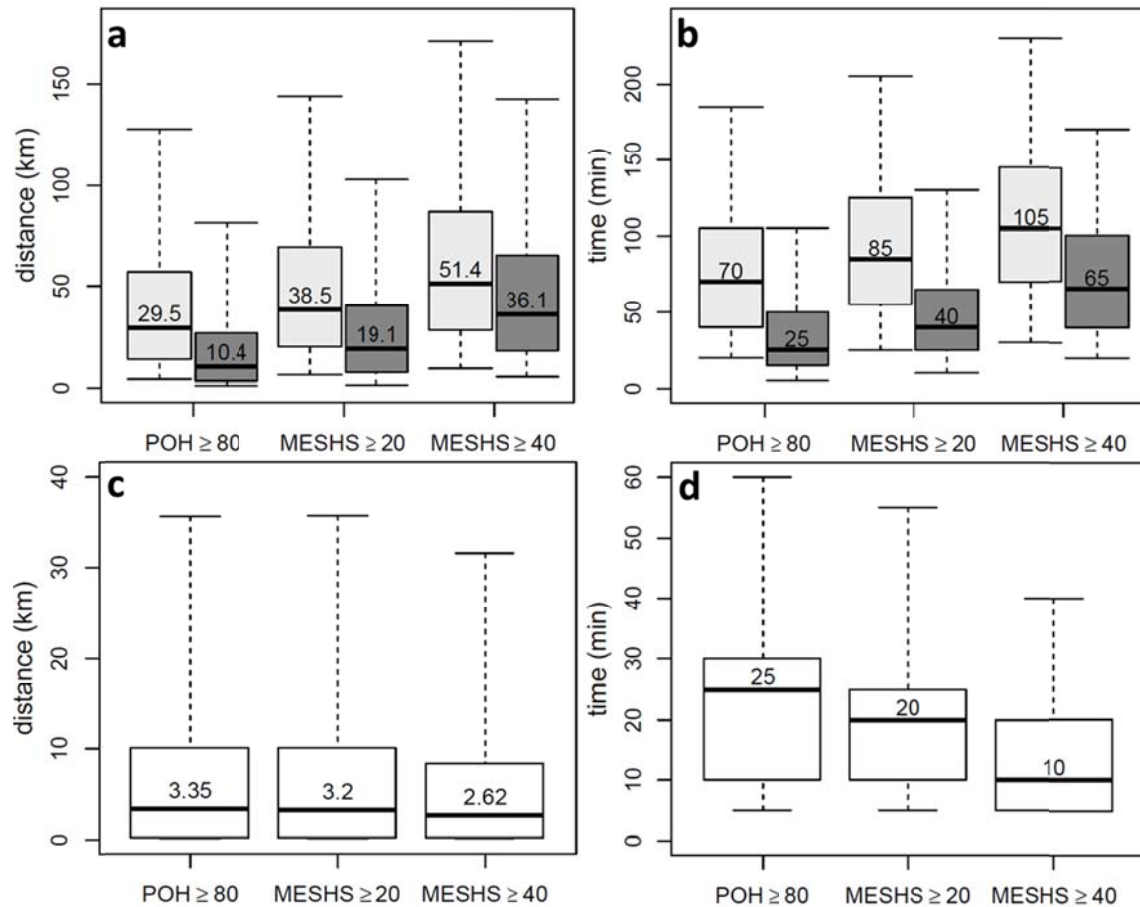 a
distance (km)
150
100
50
0
29.5
10.4
38.5
19.1
51.4
36.1
POH ≥ 80
MESHS ≥ 20
MESHS ≥ 40
b
time (min)
200
150
100
50
0
70
25
85
40
105
65
POH ≥ 80
MESHS ≥ 20
MESHS ≥ 40
c
distance (km)
40
30
20
10
0
3.35
3.2
2.62
POH ≥ 80
MESHS ≥ 20
MESHS ≥ 40
d
time (min)
60
50
40
30
20
10
0
25
20
10
POH ≥ 80
MESHS ≥ 20
MESHS ≥ 40